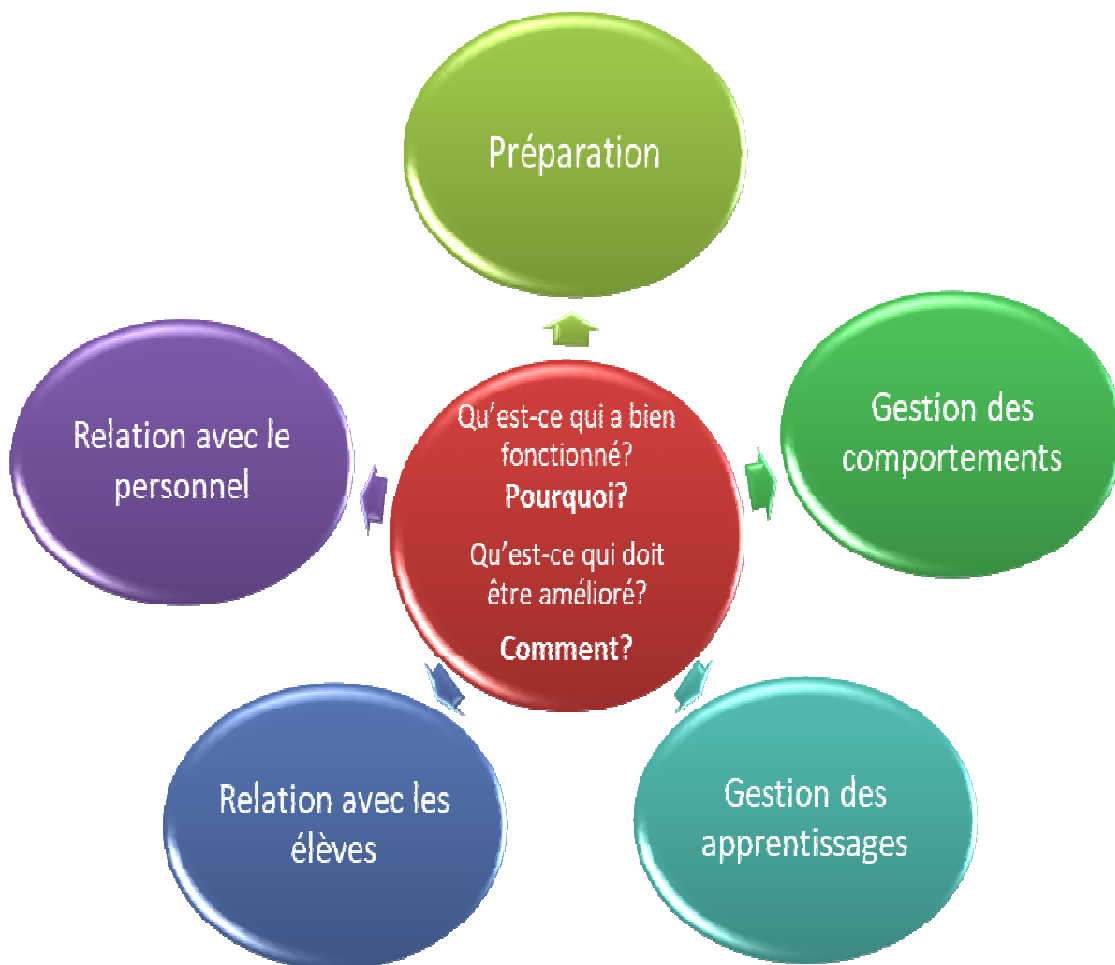 Préparation
Gestion des
comportements
Gestion des
apprentissages
Relation avec les
élèves
Relation avec le
personnel
Qu'est-ce qui a bien
fonctionné?
Pourquoi?
Qu'est-ce qui doit
être amélioré?
Comment?